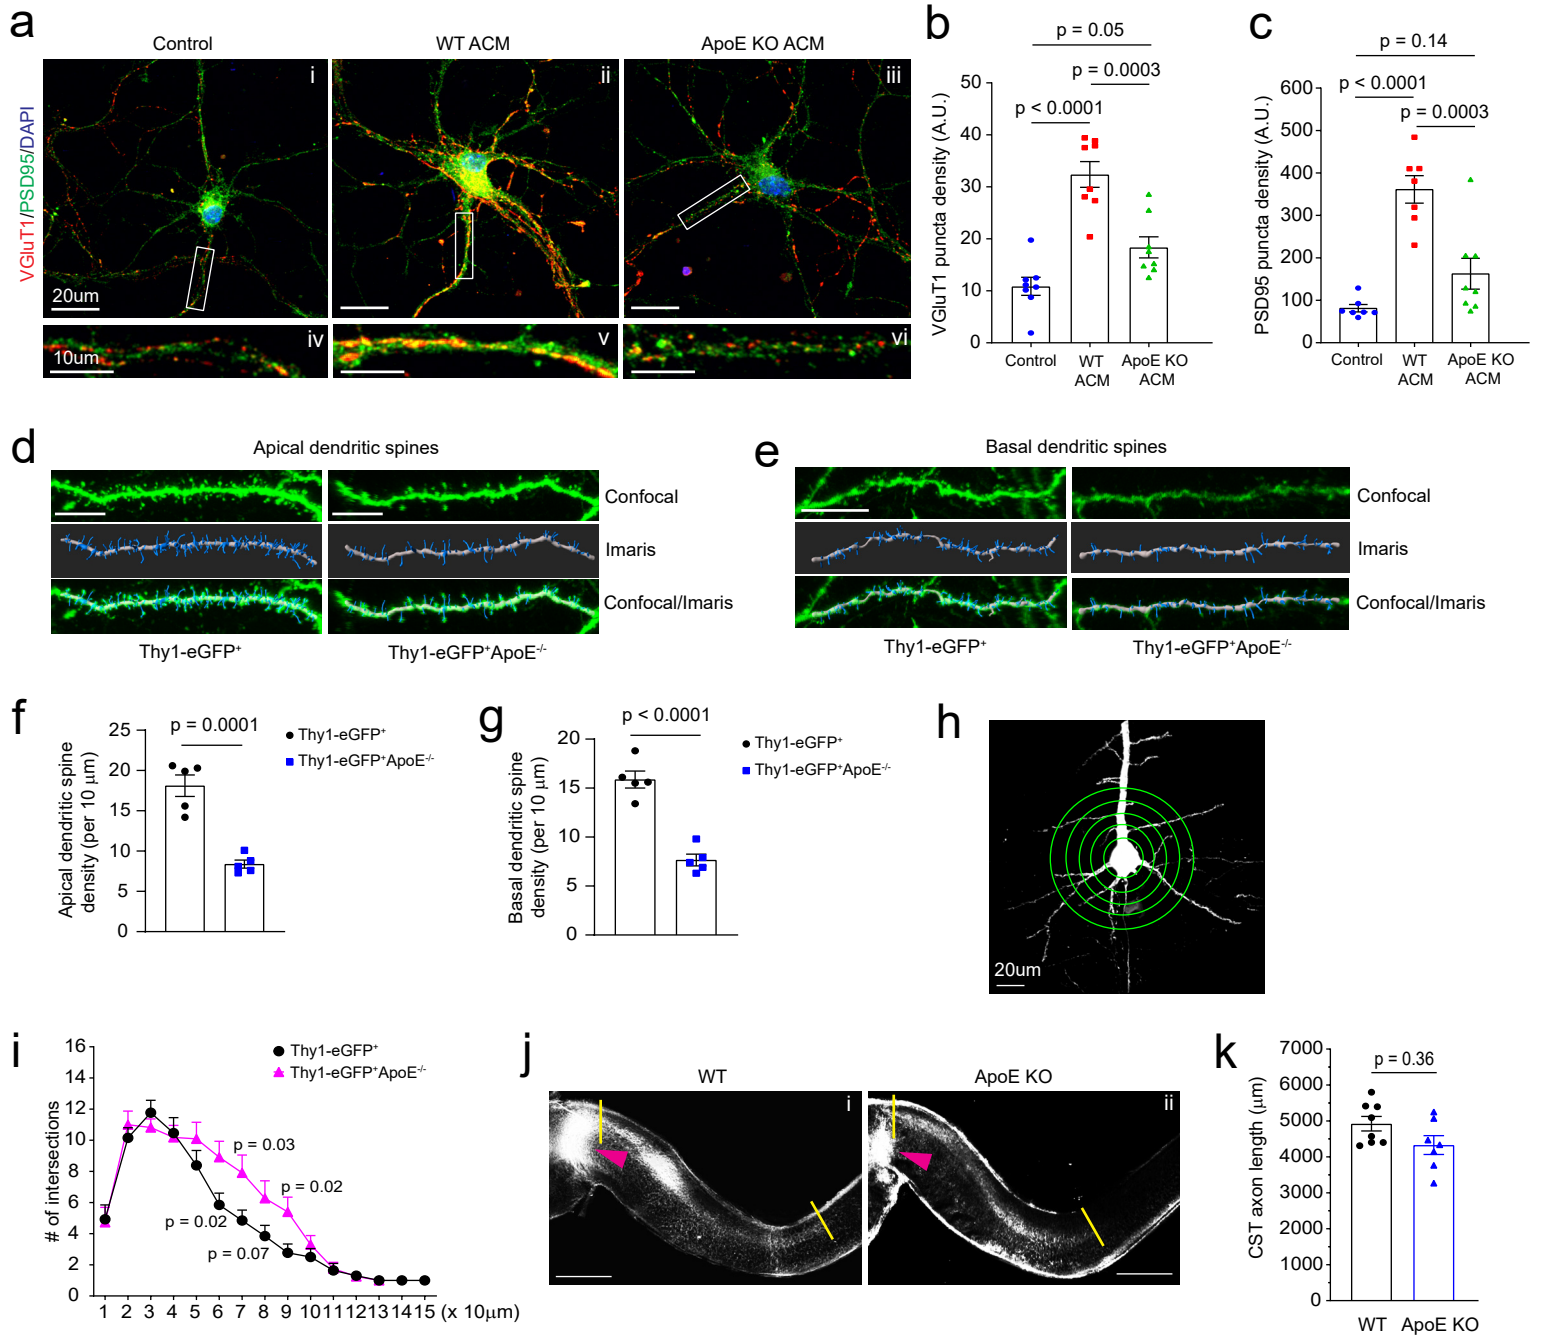 a
Control
WT ACM
ApoE KO ACM
VGluT1/PSD95/DAPI
i
ii
iii
20um
iv
v
vi
10um
b
p = 0.05
p = 0.0003
p < 0.0001
VGluT1 puncta density (A.U.)
50
40
30
20
10
0
Control
WT
ACM
ApoE KO
ACM
c
p = 0.14
p < 0.0001
p = 0.0003
PSD95 puncta density (A.U.)
600
500
400
300
200
100
0
Control
WT
ACM
ApoE KO
ACM
d
Apical dendritic spines
Confocal
Imaris
Confocal/Imaris
Thy1-eGFP+
Thy1-eGFP+ApoE-/-
e
Basal dendritic spines
Confocal
Imaris
Confocal/Imaris
Thy1-eGFP+
Thy1-eGFP+ApoE-/-
f
p = 0.0001
Apical dendritic spine
density (per 10 µm)
25
20
15
10
5
0
Thy1-eGFP+
Thy1-eGFP+ApoE-/-
g
p < 0.0001
Basal dendritic spine
density (per 10 µm)
20
15
10
5
0
Thy1-eGFP+
Thy1-eGFP+ApoE-/-
h
20um
i
# of intersections
16
14
12
10
8
6
4
2
0
Thy1-eGFP+
Thy1-eGFP+ApoE-/-
p = 0.03
p = 0.02
p = 0.02
p = 0.07
1 2 3 4 5 6 7 8 9 10 11 12 13 14 15 (x 10µm)
j
WT
ApoE KO
i
ii
k
p = 0.36
CST axon length (µm)
7000
6000
5000
4000
3000
2000
1000
0
WT
ApoE KO